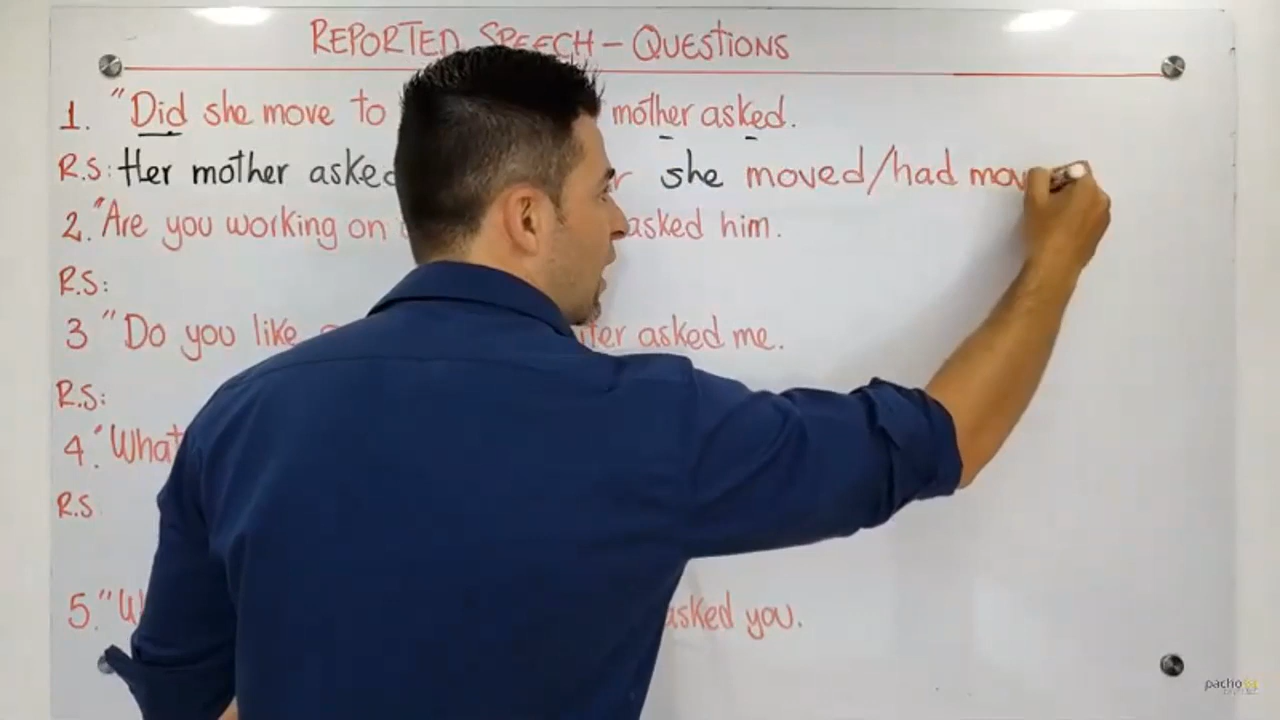 REPORTED SPEECH - QUESTIONS
1. "Did she move to mother asked.
R.S: Her mother asked she moved/had mov
2. "Are you working on asked him.
R.S:
3 "Do you like asked me.
R.S:
4. "What
R.S.
5. " asked you.
pacho